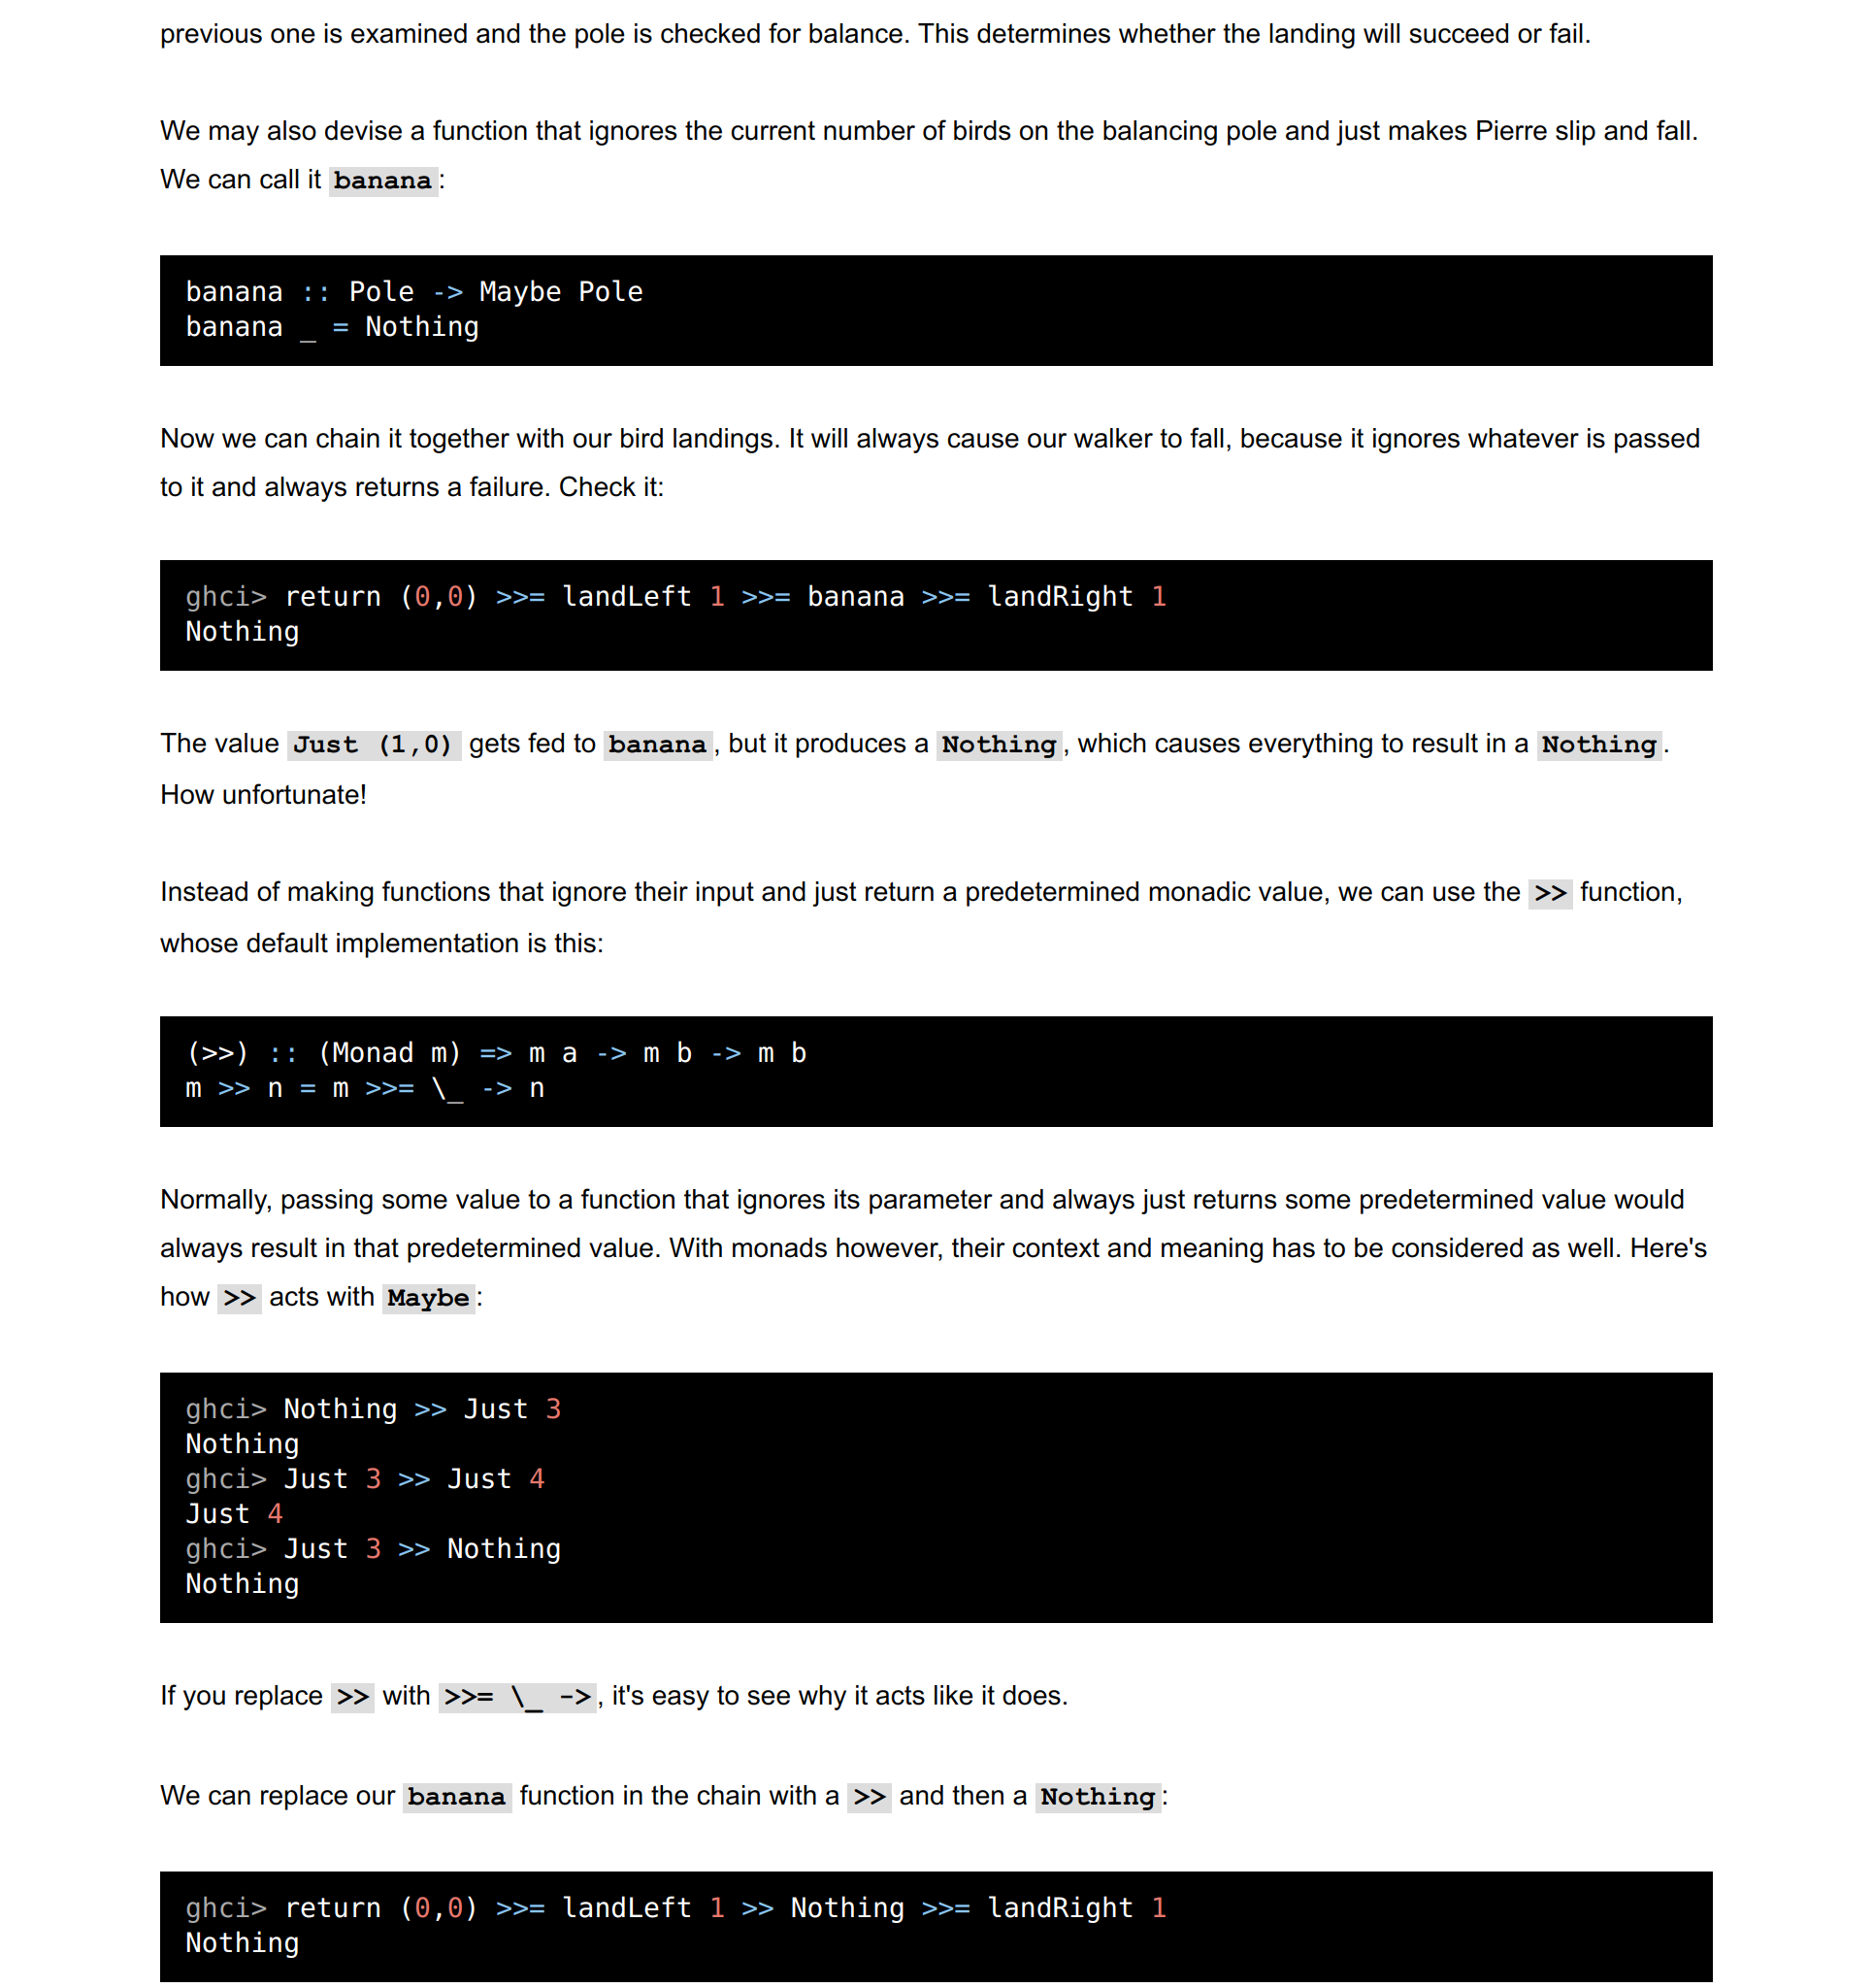 previous one is examined and the pole is checked for balance. This determines whether the landing will succeed or fail.
We may also devise a function that ignores the current number of birds on the balancing pole and just makes Pierre slip and fall.
We can call it banana:
banana :: Pole -> Maybe Pole
banana _ = Nothing
Now we can chain it together with our bird landings. It will always cause our walker to fall, because it ignores whatever is passed
to it and always returns a failure. Check it:
ghci> return (0,0) >>= landLeft 1 >>= banana >>= landRight 1
Nothing
The value Just (1,0) gets fed to banana, but it produces a Nothing, which causes everything to result in a Nothing.
How unfortunate!
Instead of making functions that ignore their input and just return a predetermined monadic value, we can use the >> function,
whose default implementation is this:
(>>) :: (Monad m) => m a -> m b -> m b
m >> n = m >>= \_ -> n
Normally, passing some value to a function that ignores its parameter and always just returns some predetermined value would
always result in that predetermined value. With monads however, their context and meaning has to be considered as well. Here's
how >> acts with Maybe:
ghci> Nothing >> Just 3
Nothing
ghci> Just 3 >> Just 4
Just 4
ghci> Just 3 >> Nothing
Nothing
If you replace >> with >>= \_ ->, it's easy to see why it acts like it does.
We can replace our banana function in the chain with a >> and then a Nothing:
ghci> return (0,0) >>= landLeft 1 >> Nothing >>= landRight 1
Nothing